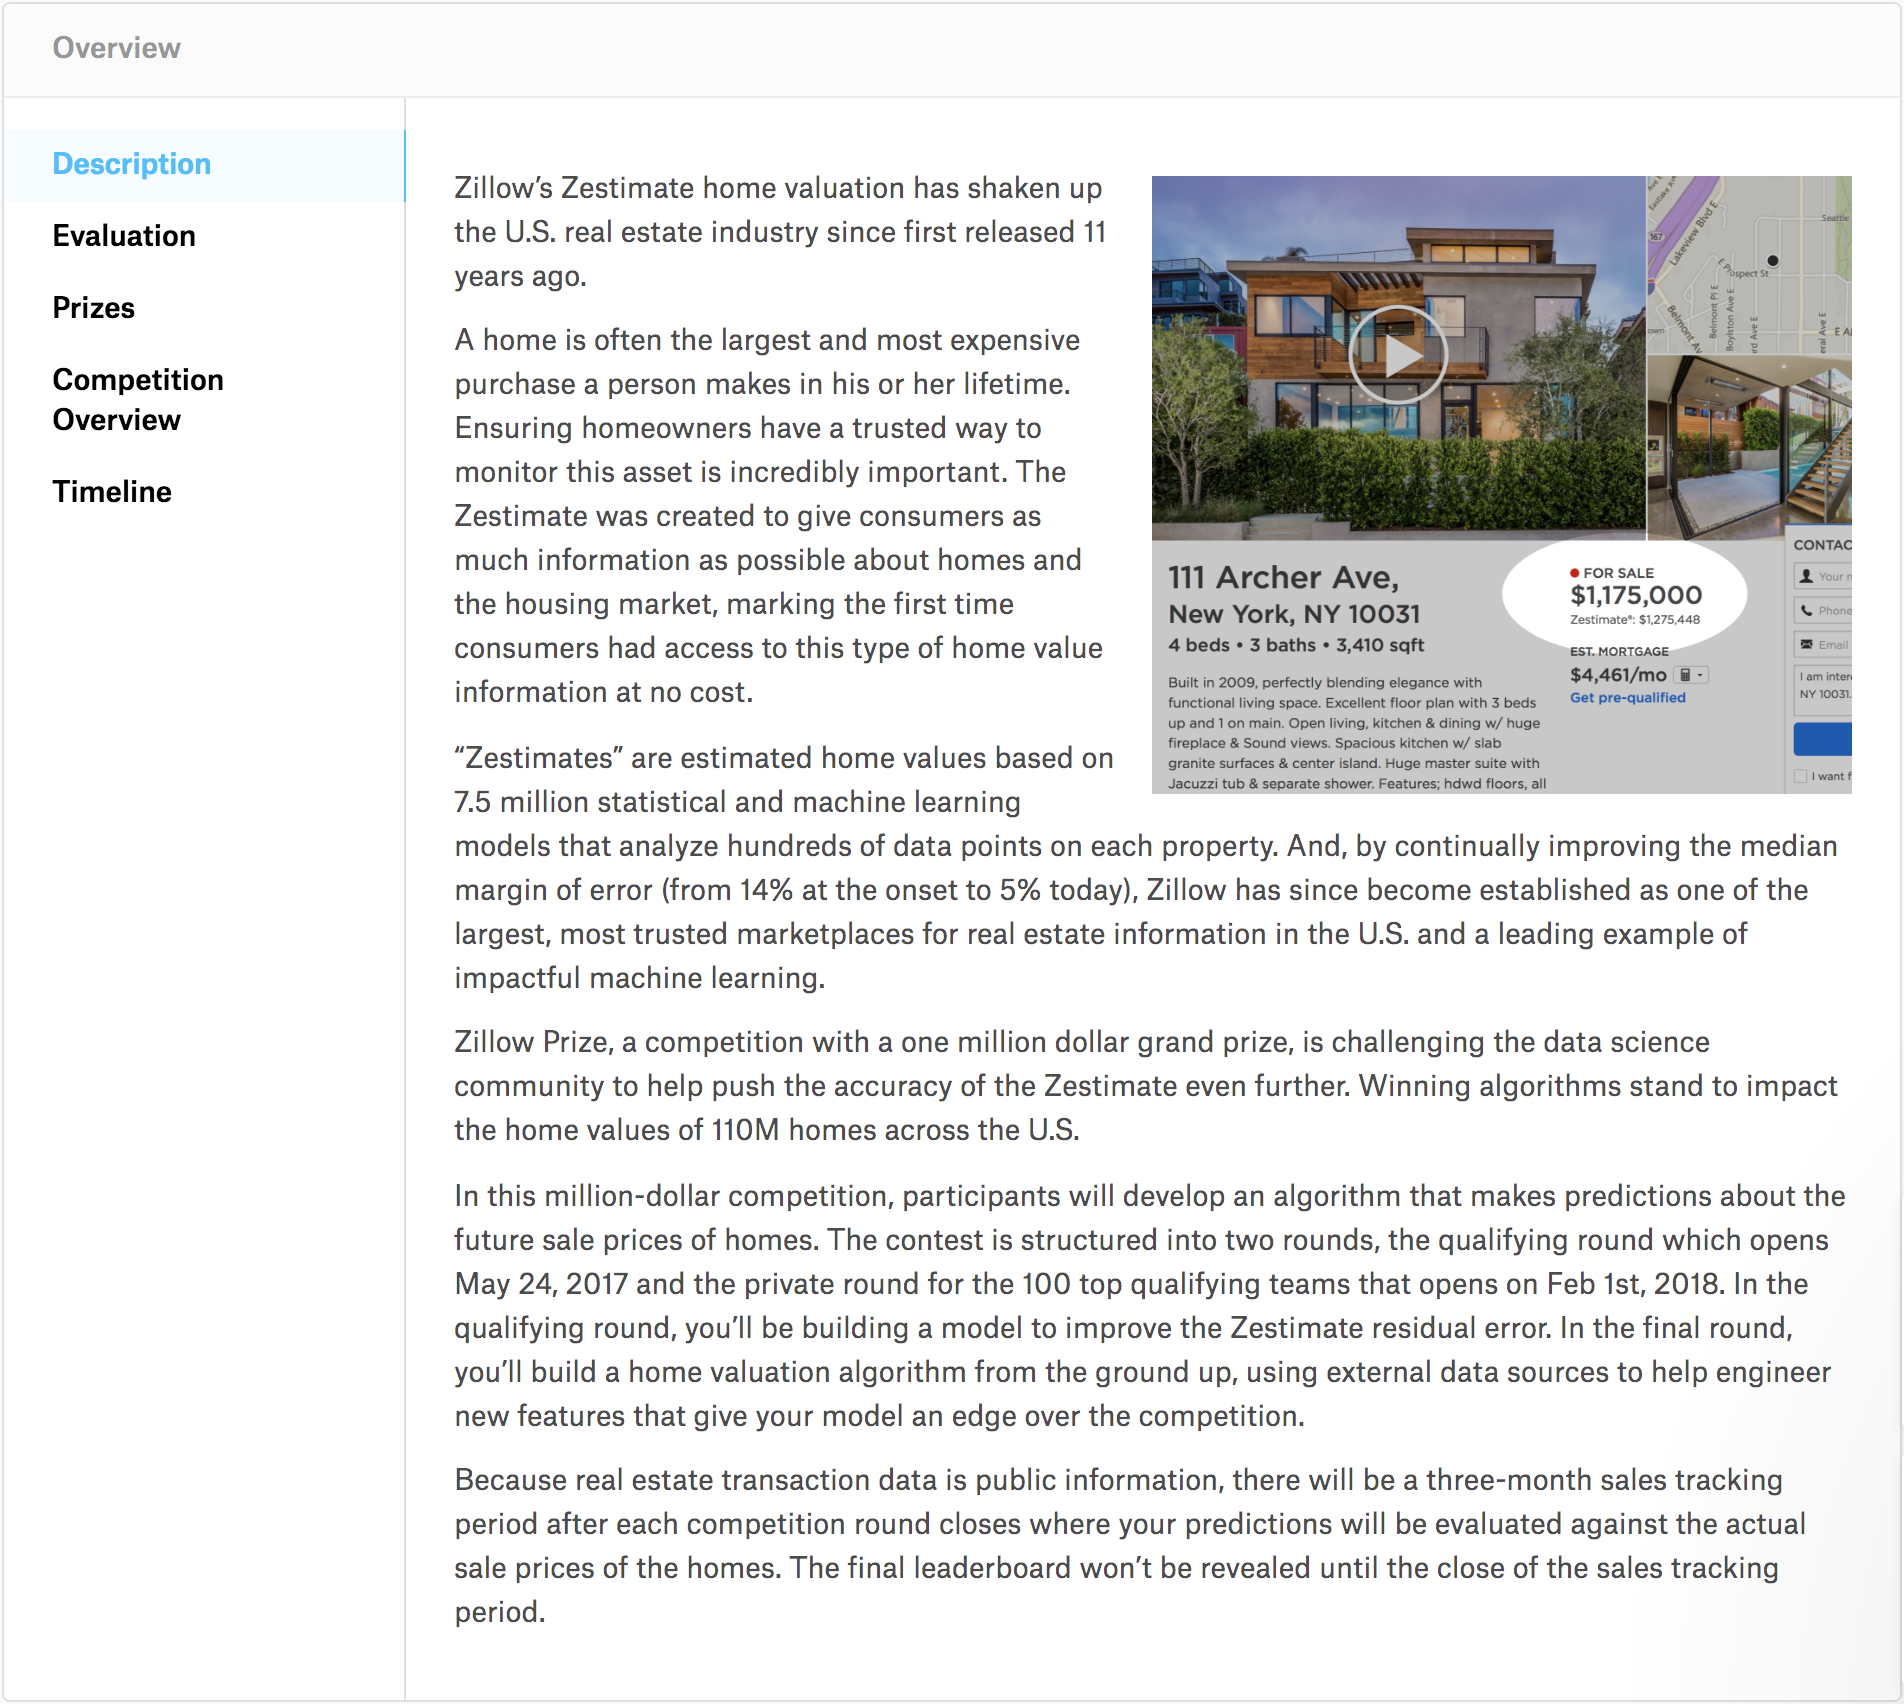 Overview
Description
Evaluation
Prizes
Competition
Overview
Timeline
Zillow’s Zestimate home valuation has shaken up
the U.S. real estate industry since first released 11
years ago.
A home is often the largest and most expensive
purchase a person makes in his or her lifetime.
Ensuring homeowners have a trusted way to
monitor this asset is incredibly important. The
Zestimate was created to give consumers as
much information as possible about homes and
the housing market, marking the first time
consumers had access to this type of home value
information at no cost.
“Zestimates” are estimated home values based on
7.5 million statistical and machine learning
models that analyze hundreds of data points on each property. And, by continually improving the median
margin of error (from 14% at the onset to 5% today), Zillow has since become established as one of the
largest, most trusted marketplaces for real estate information in the U.S. and a leading example of
impactful machine learning.
Zillow Prize, a competition with a one million dollar grand prize, is challenging the data science
community to help push the accuracy of the Zestimate even further. Winning algorithms stand to impact
the home values of 110M homes across the U.S.
In this million-dollar competition, participants will develop an algorithm that makes predictions about the
future sale prices of homes. The contest is structured into two rounds, the qualifying round which opens
May 24, 2017 and the private round for the 100 top qualifying teams that opens on Feb 1st, 2018. In the
qualifying round, you’ll be building a model to improve the Zestimate residual error. In the final round,
you’ll build a home valuation algorithm from the ground up, using external data sources to help engineer
new features that give your model an edge over the competition.
Because real estate transaction data is public information, there will be a three-month sales tracking
period after each competition round closes where your predictions will be evaluated against the actual
sale prices of the homes. The final leaderboard won’t be revealed until the close of the sales tracking
period.
Lakeview Blvd E
167
Seattle
E Prospect St
Belmont Pl E
Boylston Ave E
Belmont Av
111 Archer Ave,
New York, NY 10031
4 beds • 3 baths • 3,410 sqft
Built in 2009, perfectly blending elegance with
functional living space. Excellent floor plan with 3 beds
up and 1 on main. Open living, kitchen & dining w/ huge
fireplace & Sound views. Spacious kitchen w/ slab
granite surfaces & center island. Huge master suite with
Jacuzzi tub & separate shower. Features; hdwd floors, all
FOR SALE
$1,175,000
Zestimate®: $1,275,448
EST. MORTGAGE
$4,461/mo
Get pre-qualified
CONTAC
Your
Phone
Email
I am inter
NY 10031.
I want f